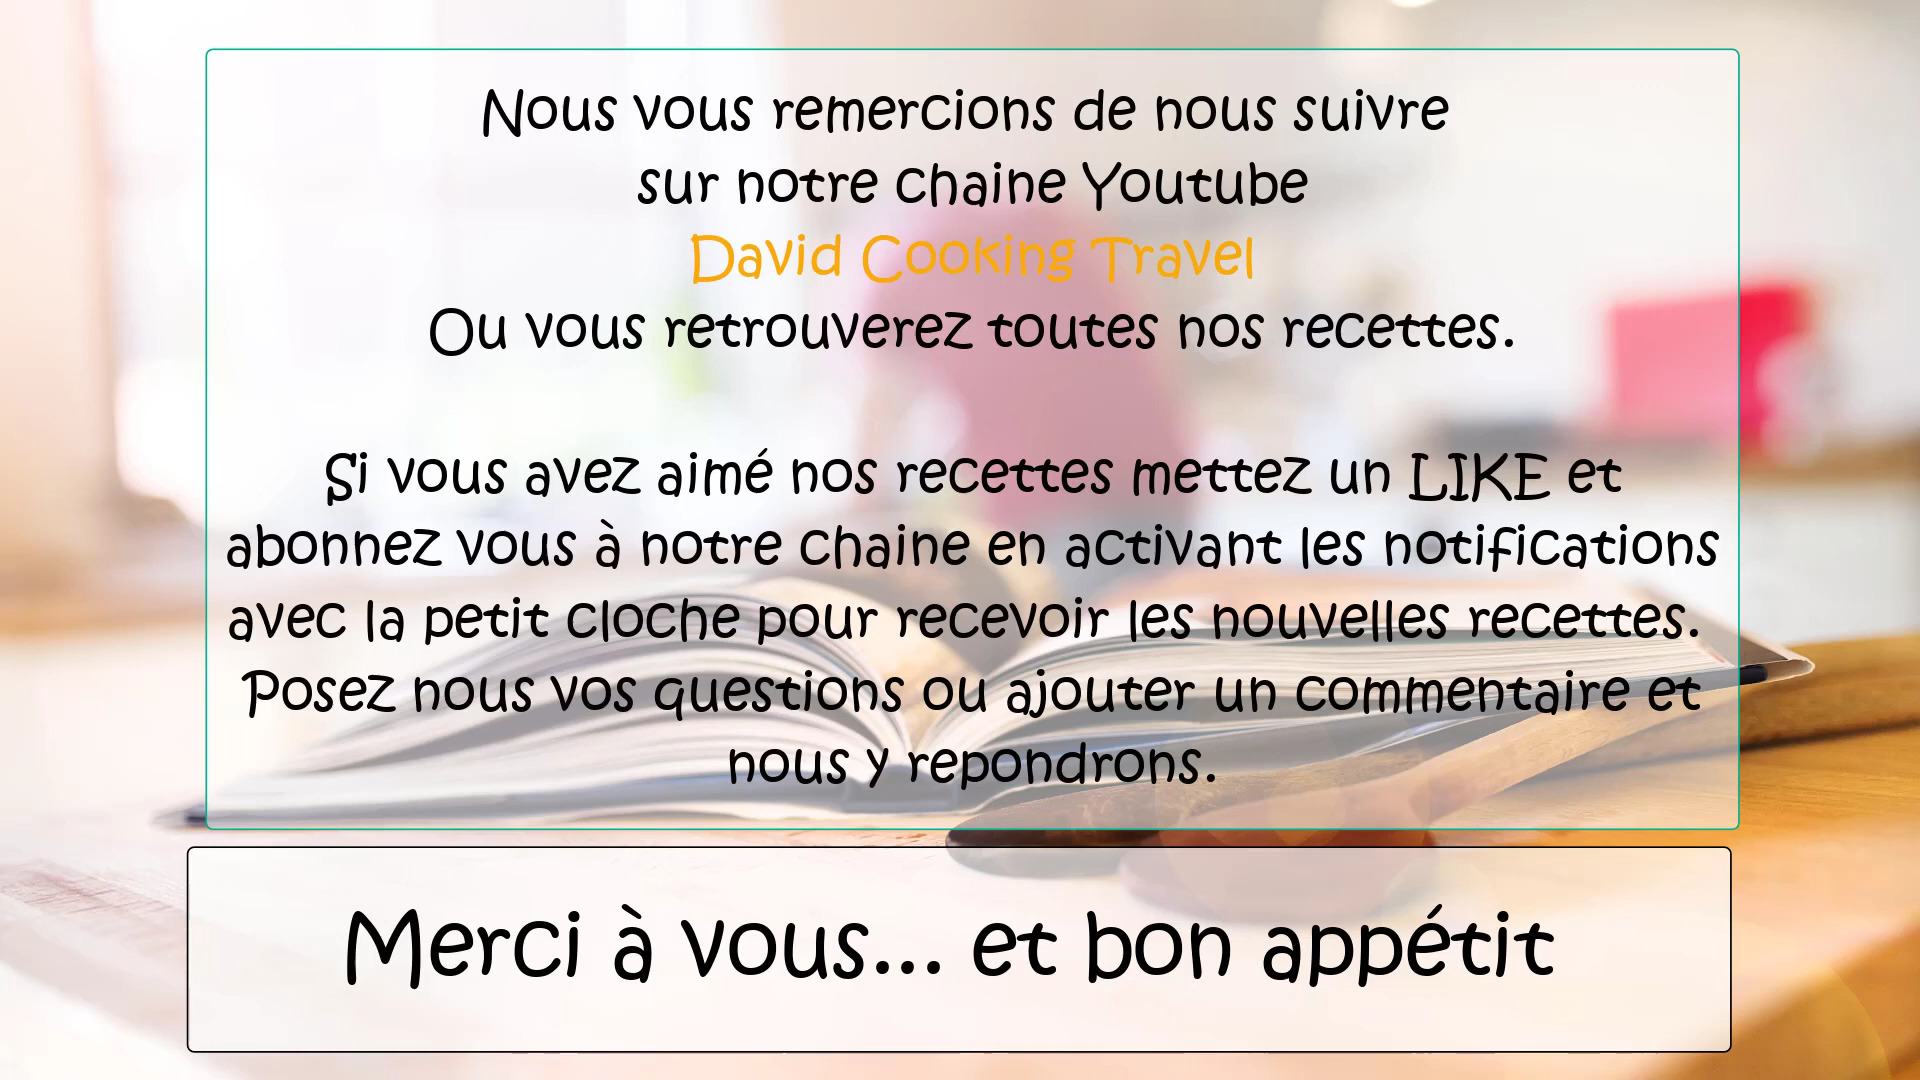 Nous vous remercions de nous suivre
sur notre chaine Youtube
David Cooking Travel
Ou vous retrouverez toutes nos recettes.
Si vous avez aimé nos recettes mettez un LIKE et
abonnez vous à notre chaine en activant les notifications
avec la petit cloche pour recevoir les nouvelles recettes.
Posez nous vos questions ou ajouter un commentaire et
nous y repondrons.
Merci à vous... et bon appétit